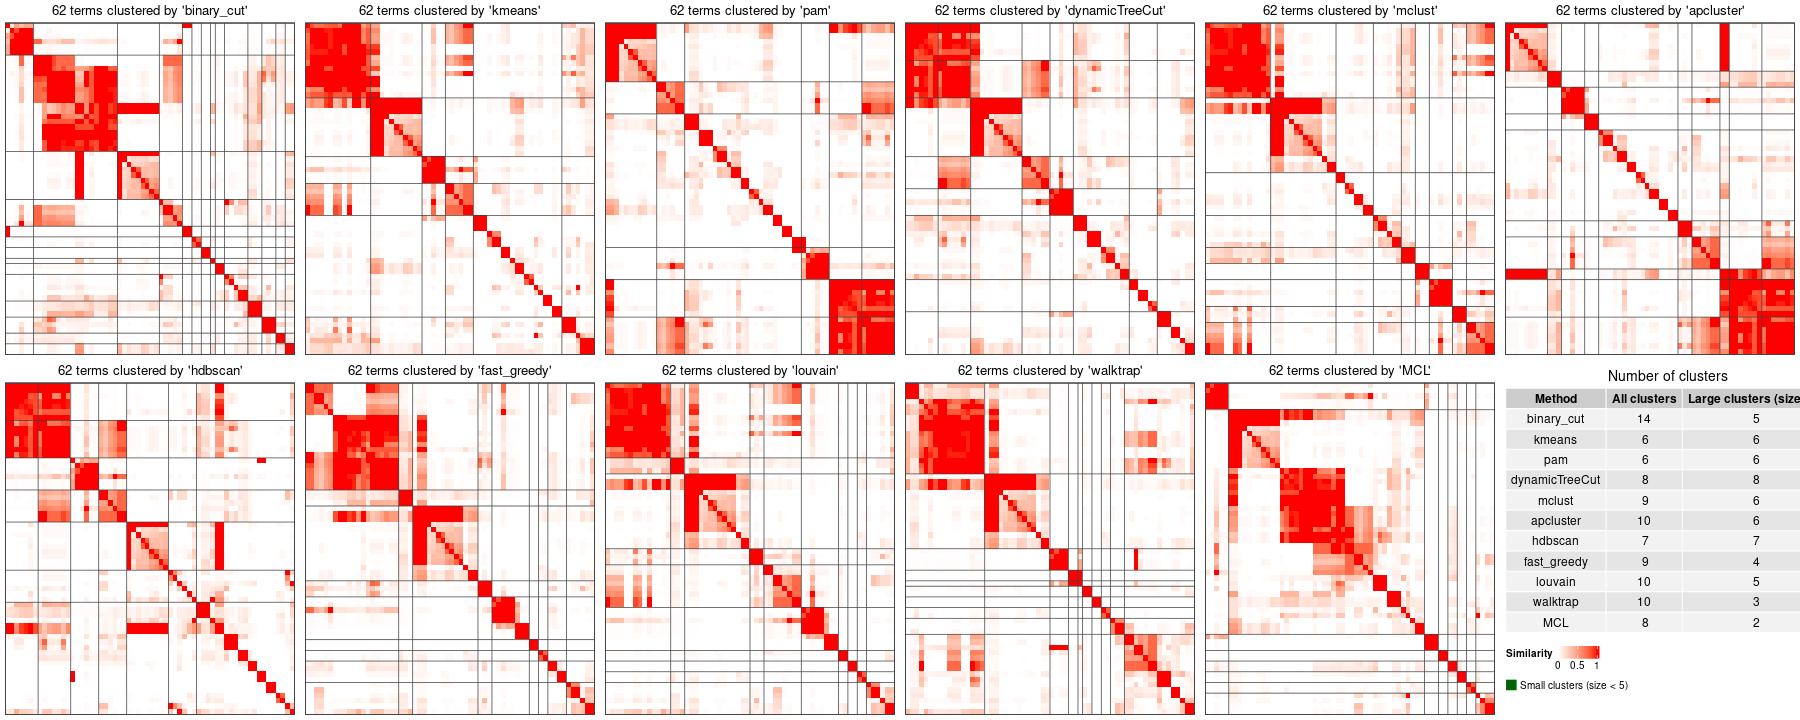 62 terms clustered by 'binary_cut'
62 terms clustered by 'kmeans'
62 terms clustered by 'pam'
62 terms clustered by 'dynamicTreeCut'
62 terms clustered by 'mclust'
62 terms clustered by 'apcluster'
62 terms clustered by 'hdbscan'
62 terms clustered by 'fast_greedy'
62 terms clustered by 'louvain'
62 terms clustered by 'walktrap'
62 terms clustered by 'MCL'
Number of clusters
Method All clusters Large clusters (size
binary_cut 14 5
kmeans 6 6
pam 6 6
dynamicTreeCut 8 8
mclust 9 6
apcluster 10 6
hdbscan 7 7
fast_greedy 9 4
louvain 10 5
walktrap 10 3
MCL 8 2
Similarity
0 0.5 1
Small clusters (size < 5)